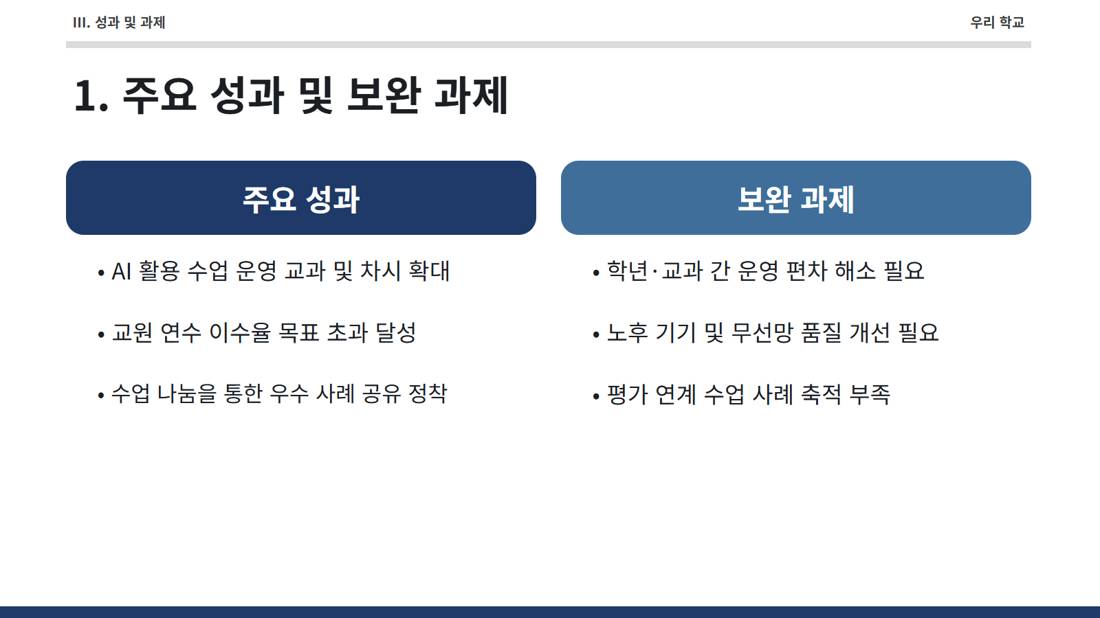 III. 성과 및 과제
우리 학교
1. 주요 성과 및 보완 과제
주요 성과
• AI 활용 수업 운영 교과 및 차시 확대
• 교원 연수 이수율 목표 초과 달성
• 수업 나눔을 통한 우수 사례 공유 정착
보완 과제
• 학년·교과 간 운영 편차 해소 필요
• 노후 기기 및 무선망 품질 개선 필요
• 평가 연계 수업 사례 축적 부족